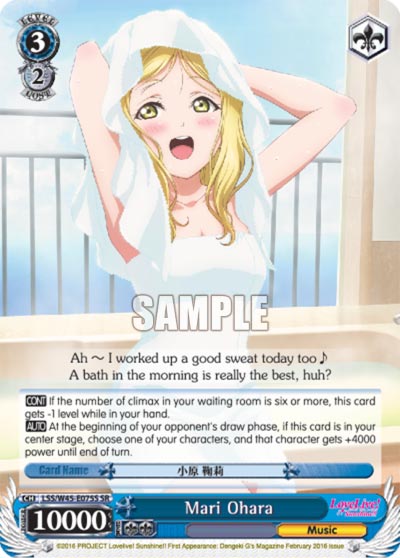 LEVEL
3
2
COST
SAMPLE
Ah ～ I worked up a good sweat today too♪
A bath in the morning is really the best, huh?
CONT If the number of climax in your waiting room is six or more, this card
gets -1 level while in your hand.
AUTO At the beginning of your opponent's draw phase, if this card is in your
center stage, choose one of your characters, and that character gets +4000
power until end of turn.
Card Name 小原 鞠莉
CH LSS/W45-E075S SR
Mari Ohara
LoveLive!
Sunshine!!
POWER 10000
Music
©2016 PROJECT Lovelive! Sunshine!! First Appearance: Dengeki G's Magazine February 2016 issue